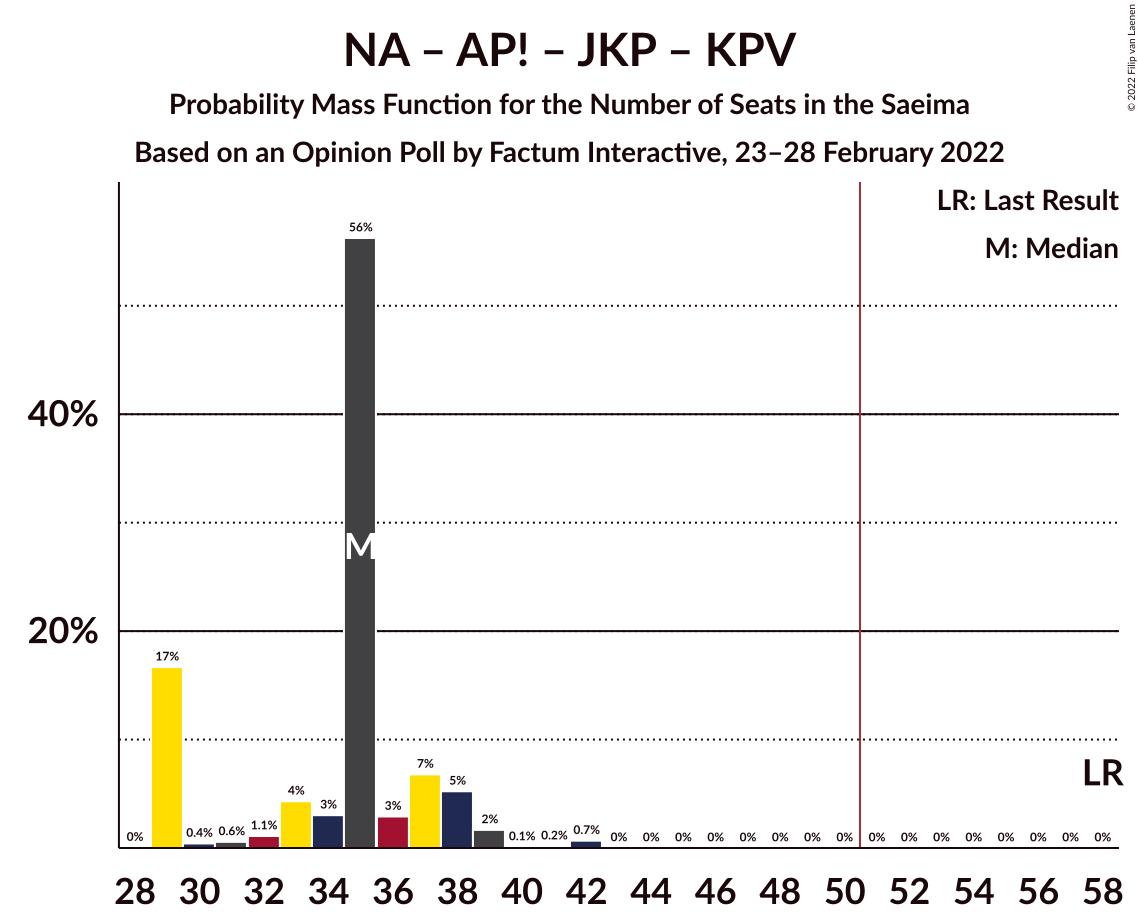 NA – AP! – JKP – KPV
Probability Mass Function for the Number of Seats in the Saeima
Based on an Opinion Poll by Factum Interactive, 23–28 February 2022
© 2022 Filip van Laenen
LR: Last Result
M: Median
56%
40%
M
20%
17%
LR
7%
5%
4%
3%
3%
2%
0% 0.4% 0.6% 1.1% 0.1% 0.2% 0.7% 0% 0% 0% 0% 0% 0% 0% 0% 0% 0% 0% 0% 0% 0% 0% 0%
28 30 32 34 36 38 40 42 44 46 48 50 52 54 56 58